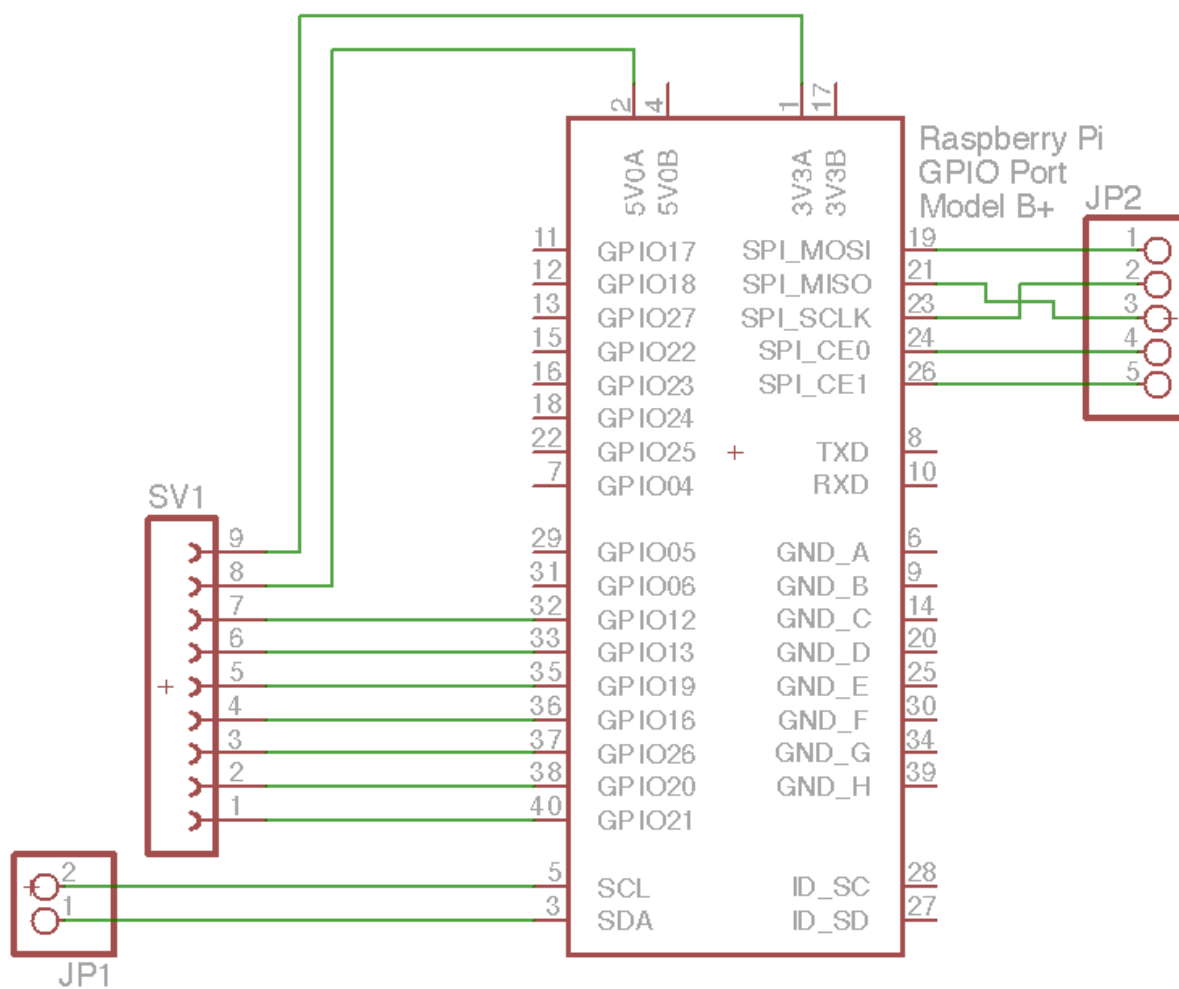 2
4
1
17
5V0A
5V0B
3V3A
3V3B
Raspberry Pi
GPIO Port
Model B+
JP2
11 GPIO17 SPI_MOSI 19 1
12 GPIO18 SPI_MISO 21 2
13 GPIO27 SPI_SCLK 23 3
15 GPIO22 SPI_CE0 24 4
16 GPIO23 SPI_CE1 26 5
18 GPIO24
22 GPIO25 TXD 8
7 GPIO04 RXD 10
SV1
9 29 GPIO05 GND_A 6
8 31 GPIO06 GND_B 9
7 32 GPIO12 GND_C 14
6 33 GPIO13 GND_D 20
5 35 GPIO19 GND_E 25
4 36 GPIO16 GND_F 30
3 37 GPIO26 GND_G 34
2 38 GPIO20 GND_H 39
1 40 GPIO21
2 5 SCL ID_SC 28
1 3 SDA ID_SD 27
JP1